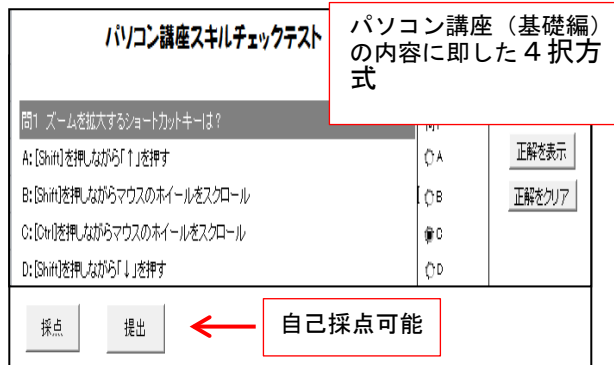 パソコン講座スキルチェックテスト
パソコン講座（基礎編）
の内容に即した４択方
式
問1 ズームを拡大するショートカットキーは？
問1
A:[Shift]を押しながら「↑」を押す
A
正解を表示
B:[Shift]を押しながらマウスのホイールをスクロール
B
正解をクリア
C:[Ctrl]を押しながらマウスのホイールをスクロール
C
D:[Shift]を押しながら「↓」を押す
D
採点
提出
自己採点可能